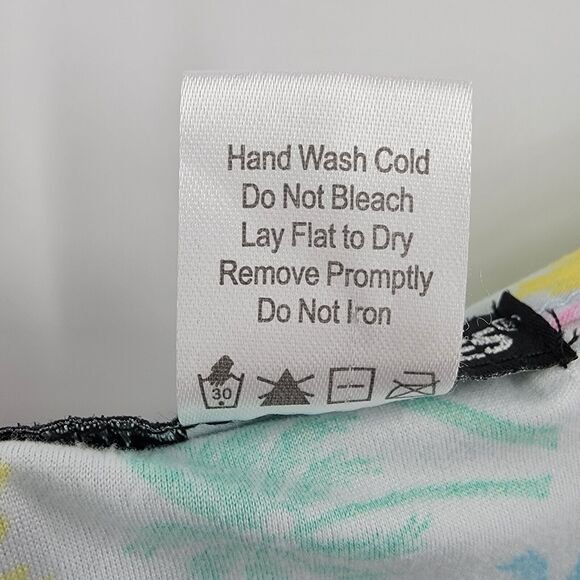 Hand Wash Cold
Do Not Bleach
Lay Flat to Dry
Remove Promptly
Do Not Iron
30
S